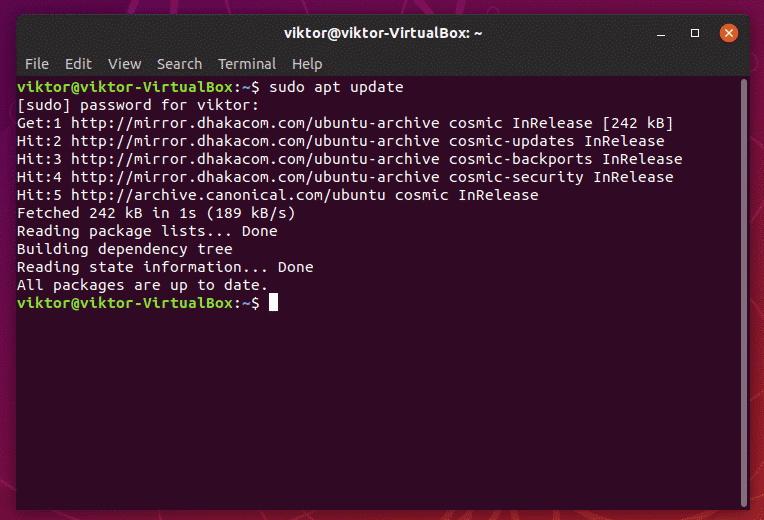 viktor@viktor-VirtualBox: ~
File Edit View Search Terminal Help
viktor@viktor-VirtualBox:~$ sudo apt update
[sudo] password for viktor:
Get:1 http://mirror.dhakacom.com/ubuntu-archive cosmic InRelease [242 kB]
Hit:2 http://mirror.dhakacom.com/ubuntu-archive cosmic-updates InRelease
Hit:3 http://mirror.dhakacom.com/ubuntu-archive cosmic-backports InRelease
Hit:4 http://mirror.dhakacom.com/ubuntu-archive cosmic-security InRelease
Hit:5 http://archive.canonical.com/ubuntu cosmic InRelease
Fetched 242 kB in 1s (189 kB/s)
Reading package lists... Done
Building dependency tree
Reading state information... Done
All packages are up to date.
viktor@viktor-VirtualBox:~$